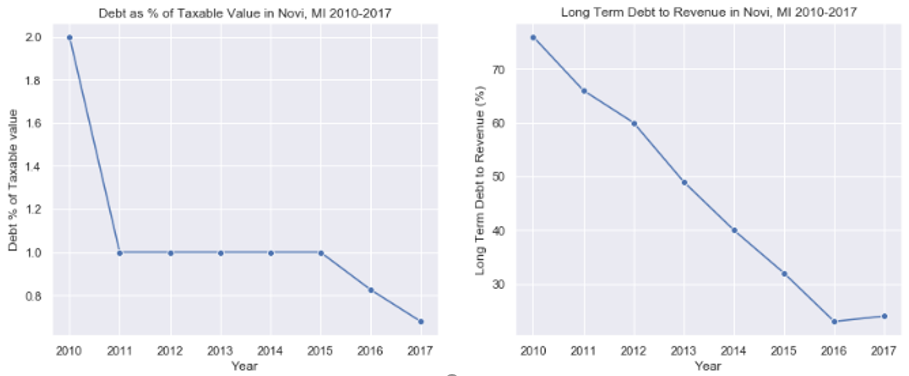 Debt as % of Taxable Value in Novi, MI 2010-2017
Debt % of Taxable value
2.0
1.8
1.6
1.4
1.2
1.0
0.8
2010 2011 2012 2013 2014 2015 2016 2017
Year
Long Term Debt to Revenue in Novi, MI 2010-2017
Long Term Debt to Revenue (%)
70
60
50
40
30
2010 2011 2012 2013 2014 2015 2016 2017
Year